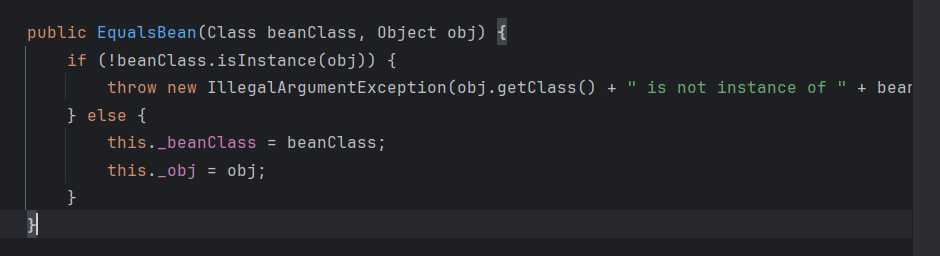 public EqualsBean(Class beanClass, Object obj) {
if (!beanClass.isInstance(obj)) {
throw new IllegalArgumentException(obj.getClass() + " is not instance of " + bean
} else {
this._beanClass = beanClass;
this._obj = obj;
}
}